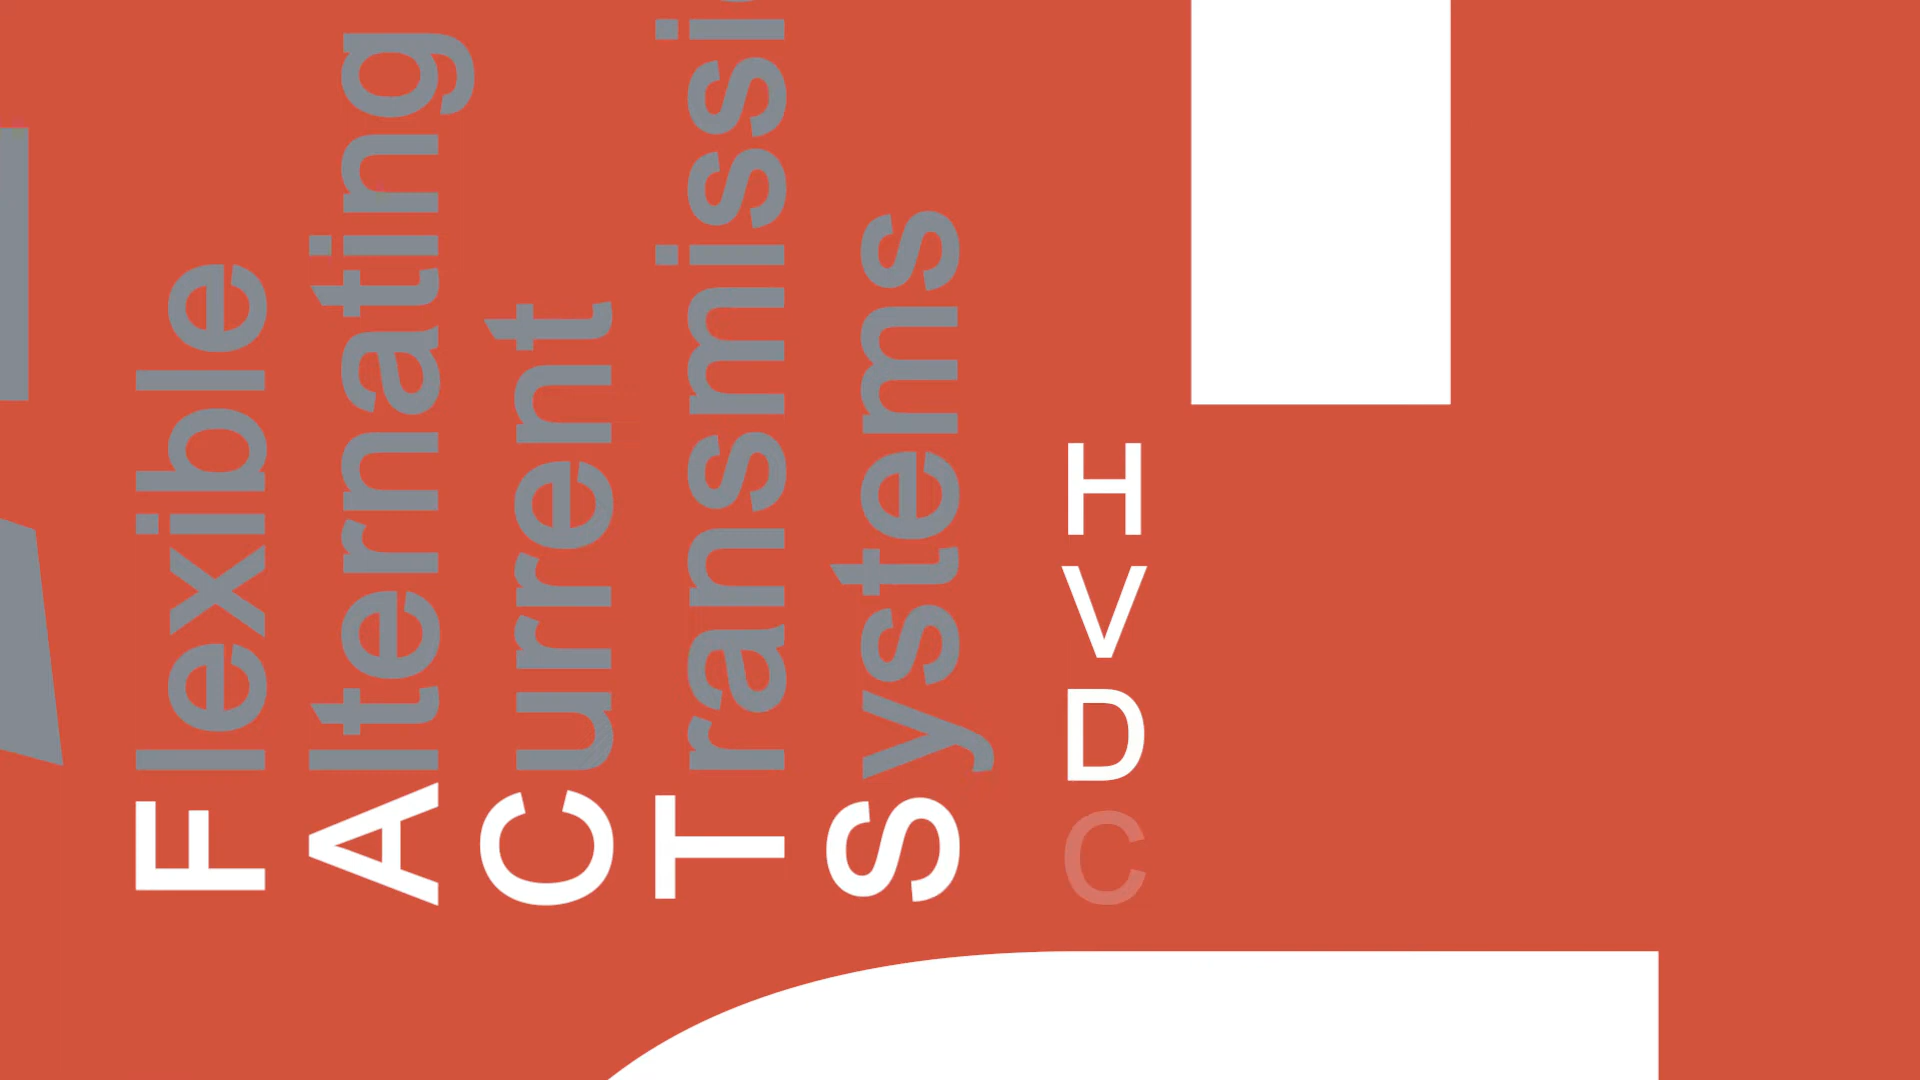 Flexible
Alternating
Current
Transmissi
Systems
H
V
D
C